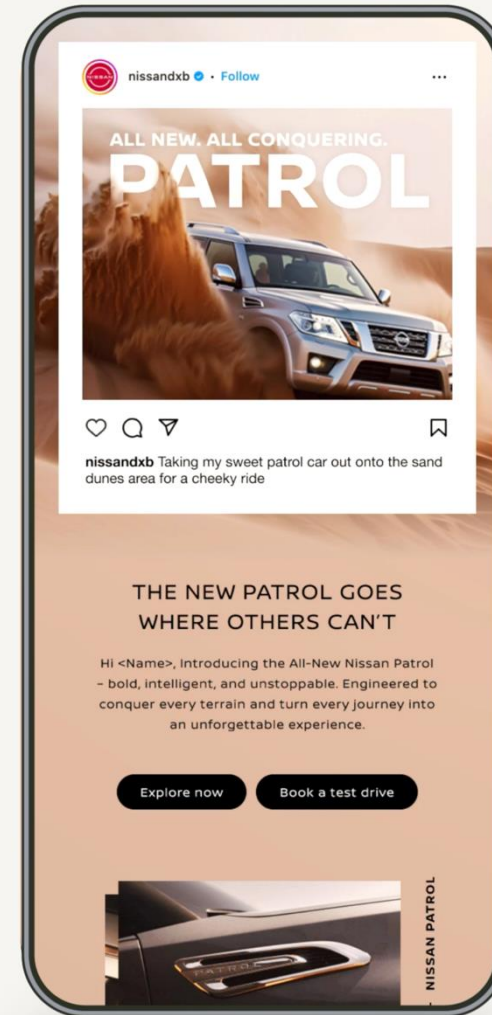 NISSAN
nissandxb · Follow
ALL NEW. ALL CONQUERING.
PATROL
nissandxb Taking my sweet patrol car out onto the sand
dunes area for a cheeky ride
THE NEW PATROL GOES
WHERE OTHERS CAN'T
Hi <Name>, Introducing the All-New Nissan Patrol
– bold, intelligent, and unstoppable. Engineered to
conquer every terrain and turn every journey into
an unforgettable experience.
Explore now
Book a test drive
PATROL
- NISSAN PATROL